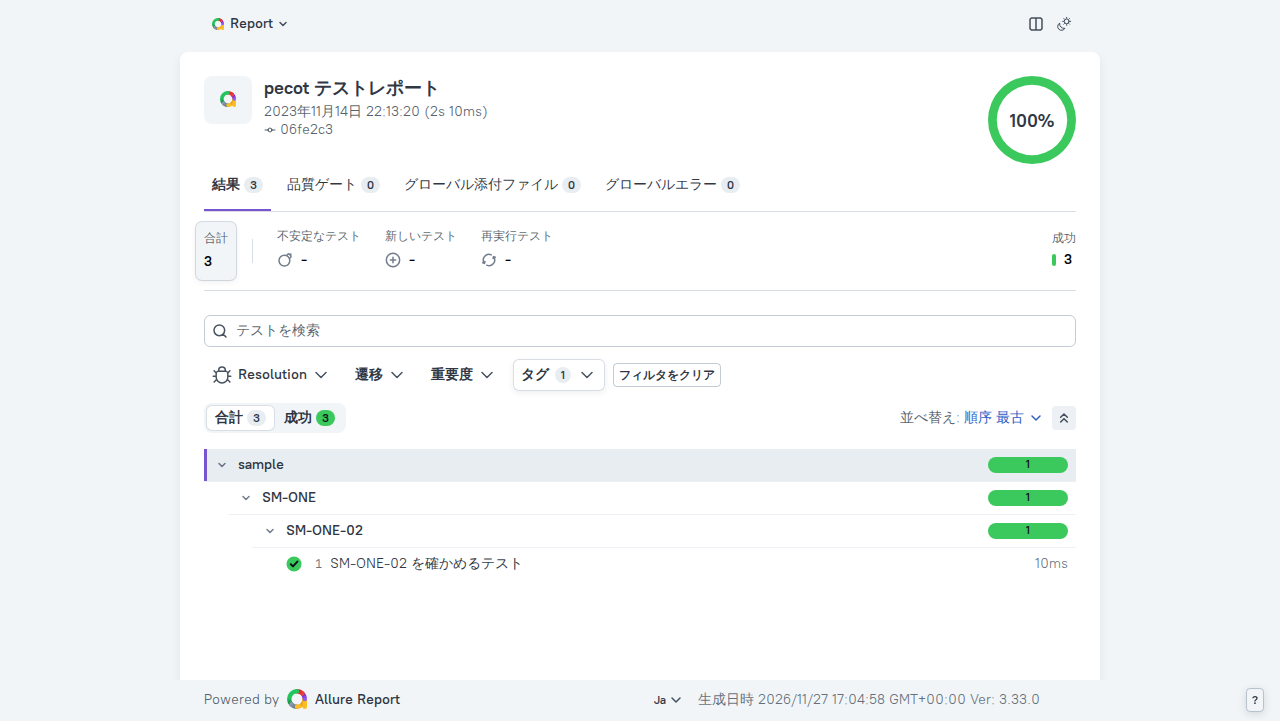 Report
pecot テストレポート
2023年11月14日 22:13:20 (2s 10ms)
06fe2c3
100%
結果 3 品質ゲート 0 グローバル添付ファイル 0 グローバルエラー 0
合計 不安定なテスト 新しいテスト 再実行テスト 成功
3 - - - 3
テストを検索
Resolution 遷移 重要度 タグ 1 フィルタをクリア
合計 3 成功 3 並べ替え: 順序 最古
sample 1
SM-ONE 1
SM-ONE-02 1
1 SM-ONE-02 を確かめるテスト 10ms
Powered by Allure Report Ja 生成日時 2026/11/27 17:04:58 GMT+00:00 Ver: 3.33.0 ?